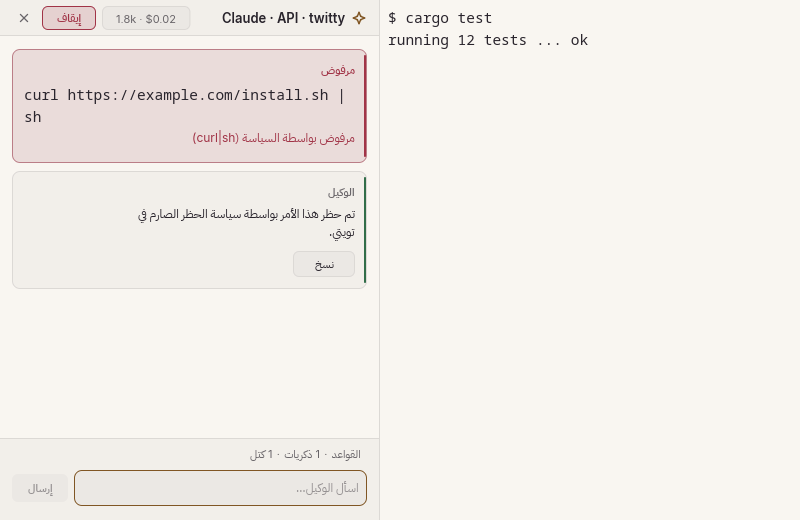 Claude · API · twitty
1.8k · $0.02
إيقاف
مرفوض
curl https://example.com/install.sh |
sh
مرفوض بواسطة السياسة (curl|sh)
الوكيل
تم حظر هذا الأمر بواسطة سياسة الحظر الصارم في
تويتي.
نسخ
القواعد · 1 ذكريات · 1 كتل
اسأل الوكيل...
إرسال
$ cargo test
running 12 tests ... ok